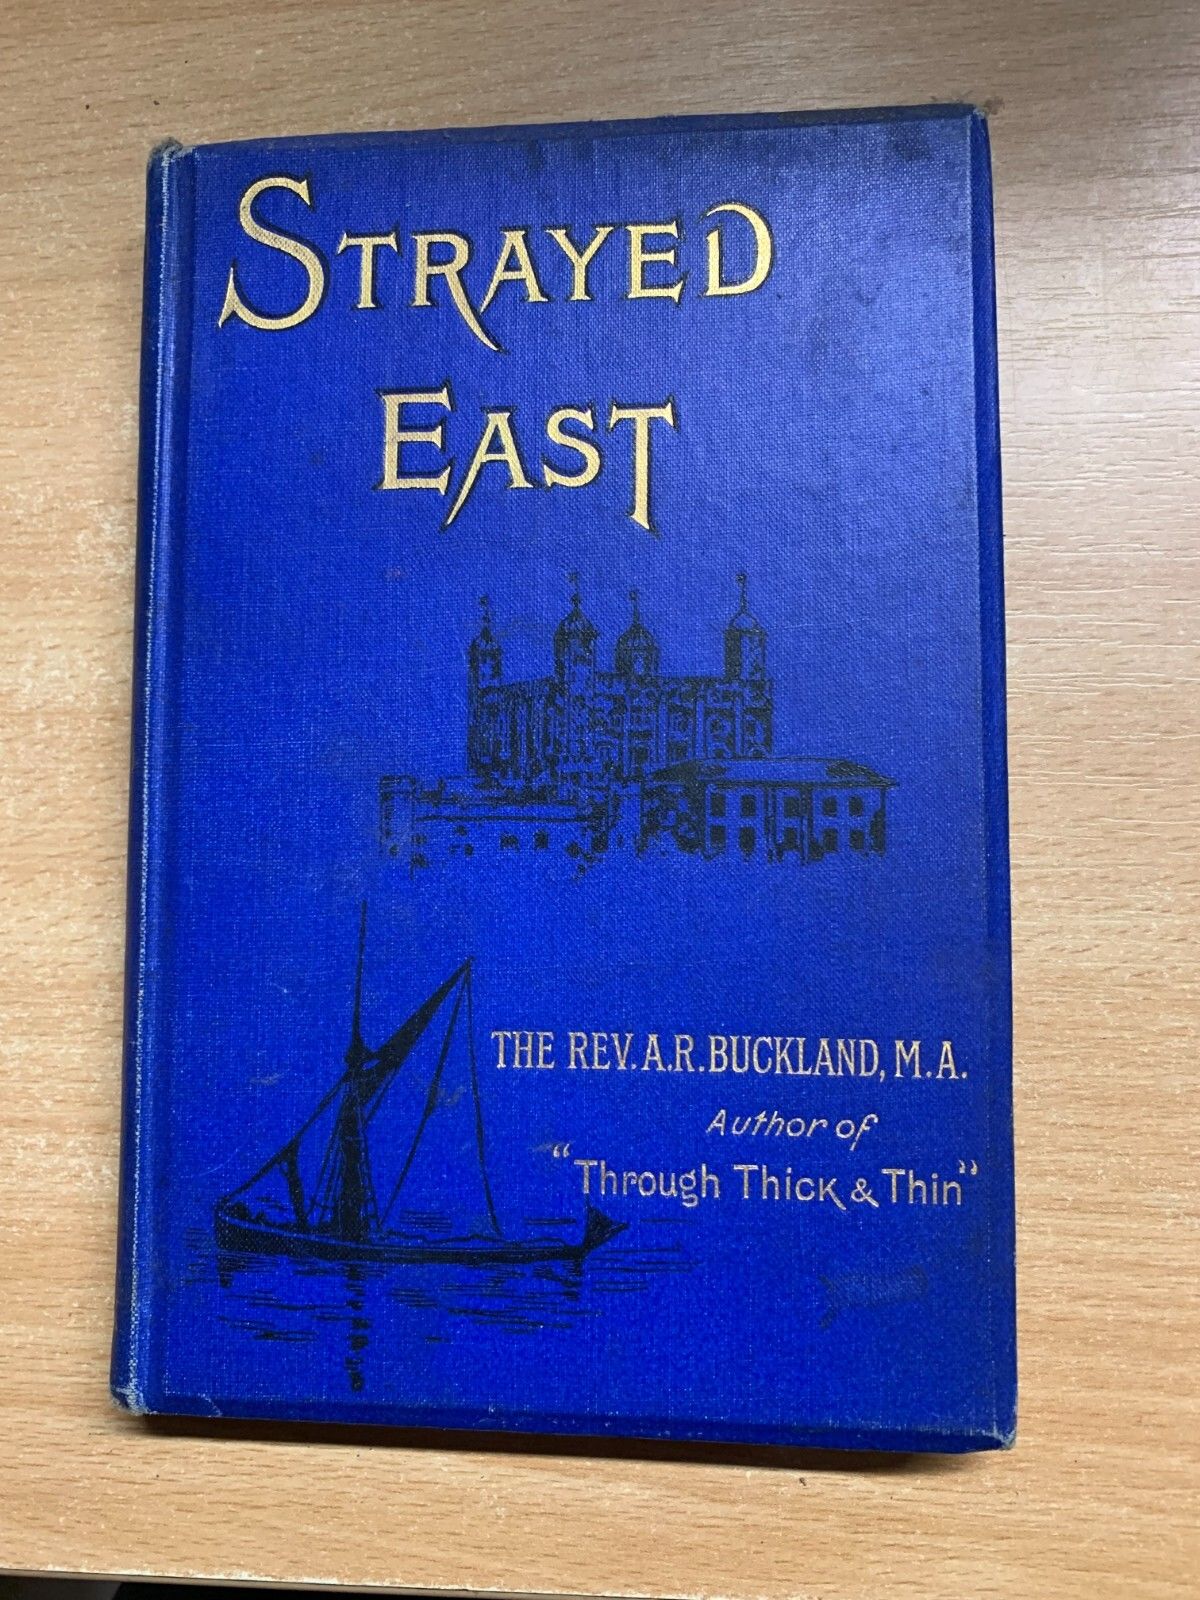 STRAYED
EAST
THE REV. A. R. BUCKLAND, M.A.
Author of
"Through Thick & Thin"